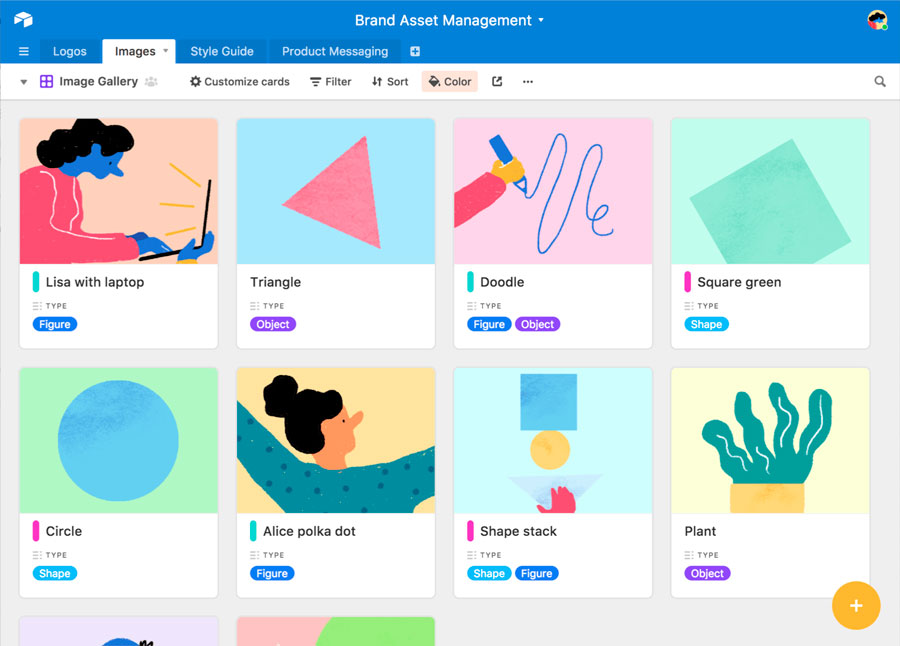 Brand Asset Management
Logos Images Style Guide Product Messaging
Image Gallery Customize cards Filter Sort Color
Lisa with laptop
TYPE
Figure
Triangle
TYPE
Object
Doodle
TYPE
Figure Object
Square green
TYPE
Shape
Circle
TYPE
Shape
Alice polka dot
TYPE
Figure
Shape stack
TYPE
Shape Figure
Plant
TYPE
Object